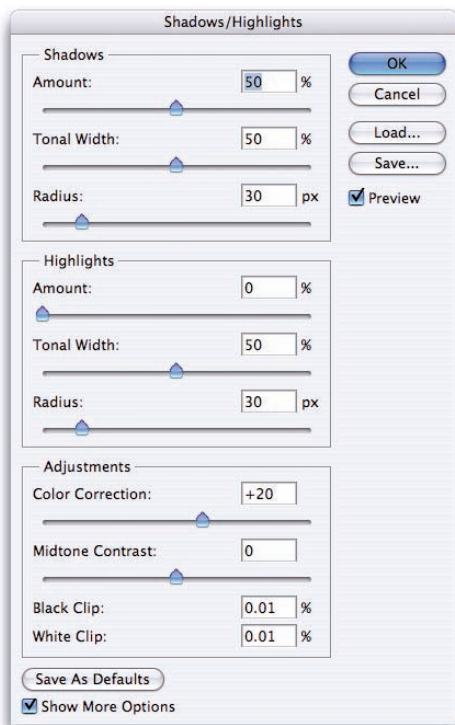 Shadows/Highlights
Shadows
Amount: 50 %
Tonal Width: 50 %
Radius: 30 px
Highlights
Amount: 0 %
Tonal Width: 50 %
Radius: 30 px
Adjustments
Color Correction: +20
Midtone Contrast: 0
Black Clip: 0.01 %
White Clip: 0.01 %
Save As Defaults
Show More Options
OK
Cancel
Load...
Save...
Preview